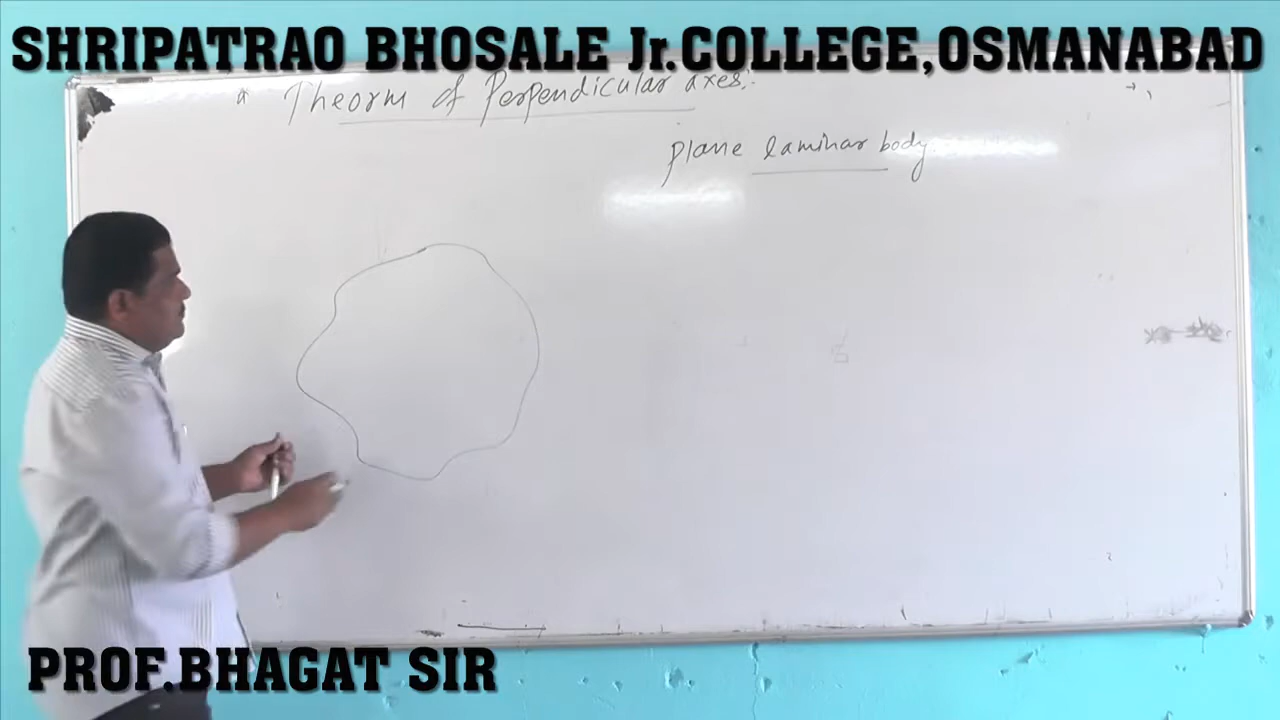 SHRIPATRAO BHOSALE Jr.COLLEGE,OSMANABAD
Theorm of Perpendicular axes:-
plane laminar body
PROF.BHAGAT SIR